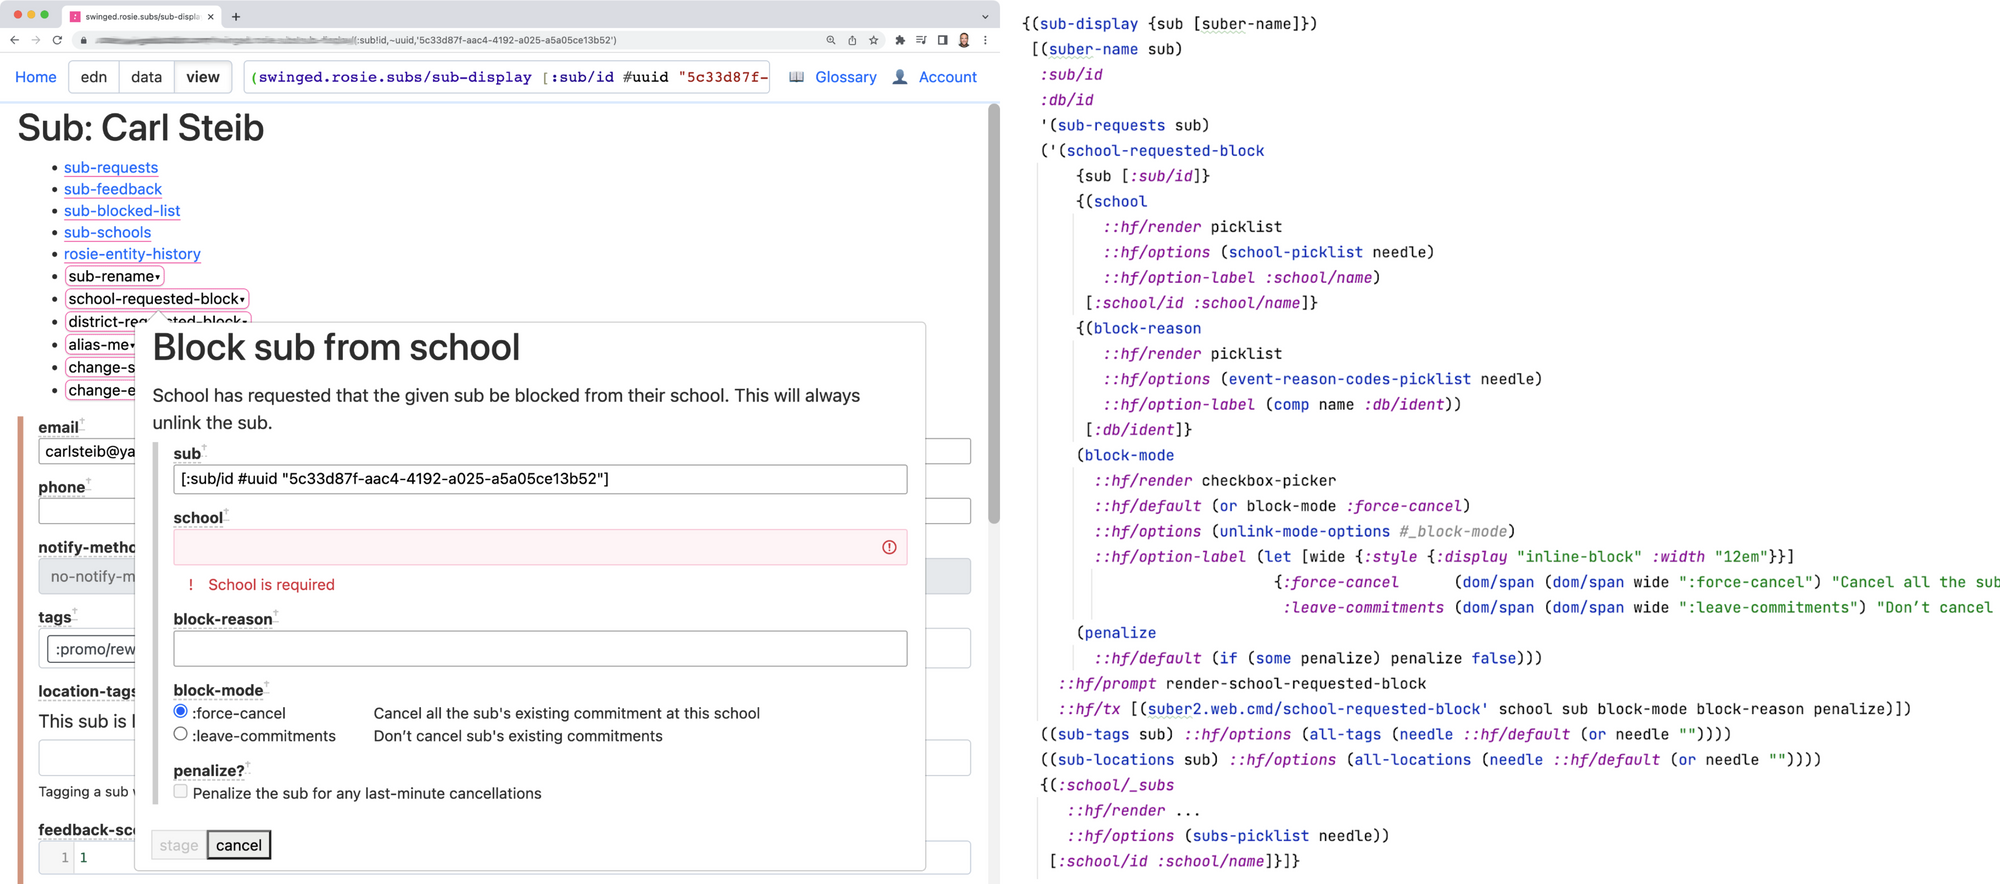 swinged.rosie.subs/sub-displa
(:sub!id,~uuid,'5c33d87f-aac4-4192-a025-a5a05ce13b52')
Home
edn
data
view
(swinged.rosie.subs/sub-display [:sub/id #uuid "5c33d87f-
Glossary
Account
Sub: Carl Steib
sub-requests
sub-feedback
sub-blocked-list
sub-schools
rosie-entity-history
sub-rename▾
school-requested-block▾
district-requested-block▾
alias-me▾
change-s
change-e
email
carlsteib@ya
phone
notify-metho
no-notify-m
tags
:promo/rew
location-tags
This sub is
Tagging a sub
feedback-sco
1 1
Block sub from school
School has requested that the given sub be blocked from their school. This will always
unlink the sub.
sub
[:sub/id #uuid "5c33d87f-aac4-4192-a025-a5a05ce13b52"]
school
! School is required
block-reason
block-mode
:force-cancel Cancel all the sub's existing commitment at this school
:leave-commitments Don’t cancel sub's existing commitments
penalize?
Penalize the sub for any last-minute cancellations
stage
cancel
{(sub-display {sub [suber-name]})
[(suber-name sub)
:sub/id
:db/id
'(sub-requests sub)
('(school-requested-block
{sub [:sub/id]}
{(school
::hf/render picklist
::hf/options (school-picklist needle)
::hf/option-label :school/name)
[:school/id :school/name]}
{(block-reason
::hf/render picklist
::hf/options (event-reason-codes-picklist needle)
::hf/option-label (comp name :db/ident))
[:db/ident]}
(block-mode
::hf/render checkbox-picker
::hf/default (or block-mode :force-cancel)
::hf/options (unlink-mode-options #_block-mode)
::hf/option-label (let [wide {:style {:display "inline-block" :width "12em"}}]
{:force-cancel (dom/span (dom/span wide ":force-cancel") "Cancel all the sub
:leave-commitments (dom/span (dom/span wide ":leave-commitments") "Don’t cancel
(penalize
::hf/default (if (some penalize) penalize false)))
::hf/prompt render-school-requested-block
::hf/tx [(suber2.web.cmd/school-requested-block' school sub block-mode block-reason penalize)])
((sub-tags sub) ::hf/options (all-tags (needle ::hf/default (or needle ""))))
((sub-locations sub) ::hf/options (all-locations (needle ::hf/default (or needle ""))))
{(:school/_subs
::hf/render ...
::hf/options (subs-picklist needle))
[:school/id :school/name]}]}